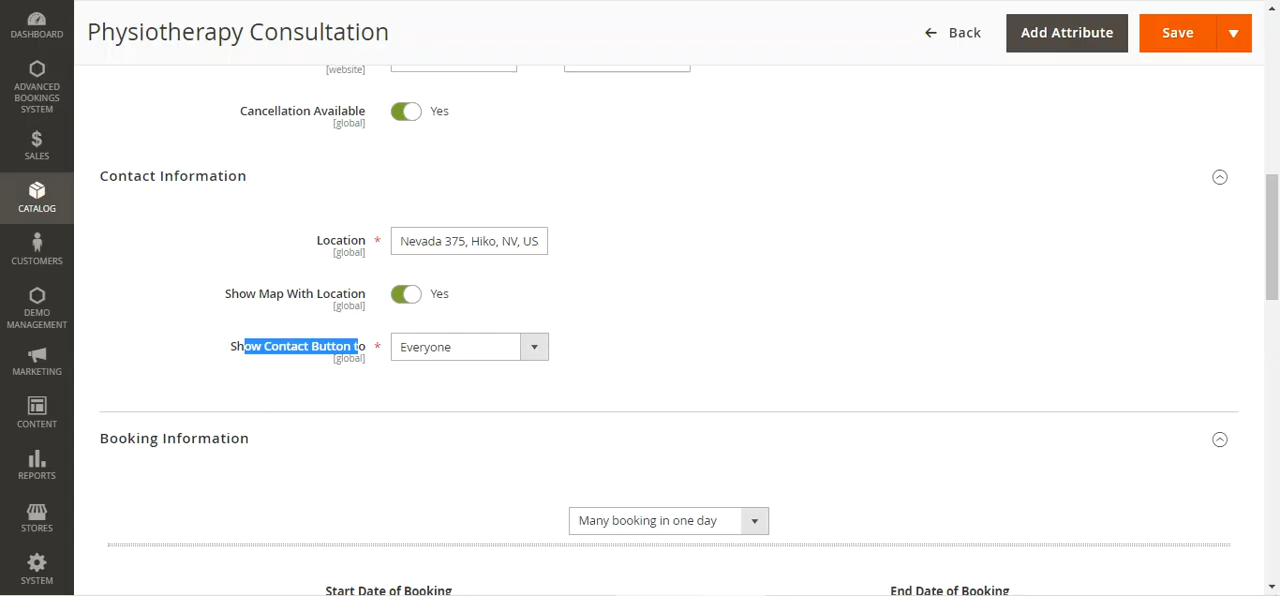 Physiotherapy Consultation
← Back
Add Attribute
Save
DASHBOARD
ADVANCED
BOOKINGS
SYSTEM
SALES
CATALOG
CUSTOMERS
DEMO
MANAGEMENT
MARKETING
CONTENT
REPORTS
STORES
SYSTEM
[website]
Cancellation Available
[global]
Yes
Contact Information
Location *
[global]
Nevada 375, Hiko, NV, US
Show Map With Location
[global]
Yes
Show Contact Button to *
[global]
Everyone
Booking Information
Many booking in one day
Start Date of Booking
End Date of Booking